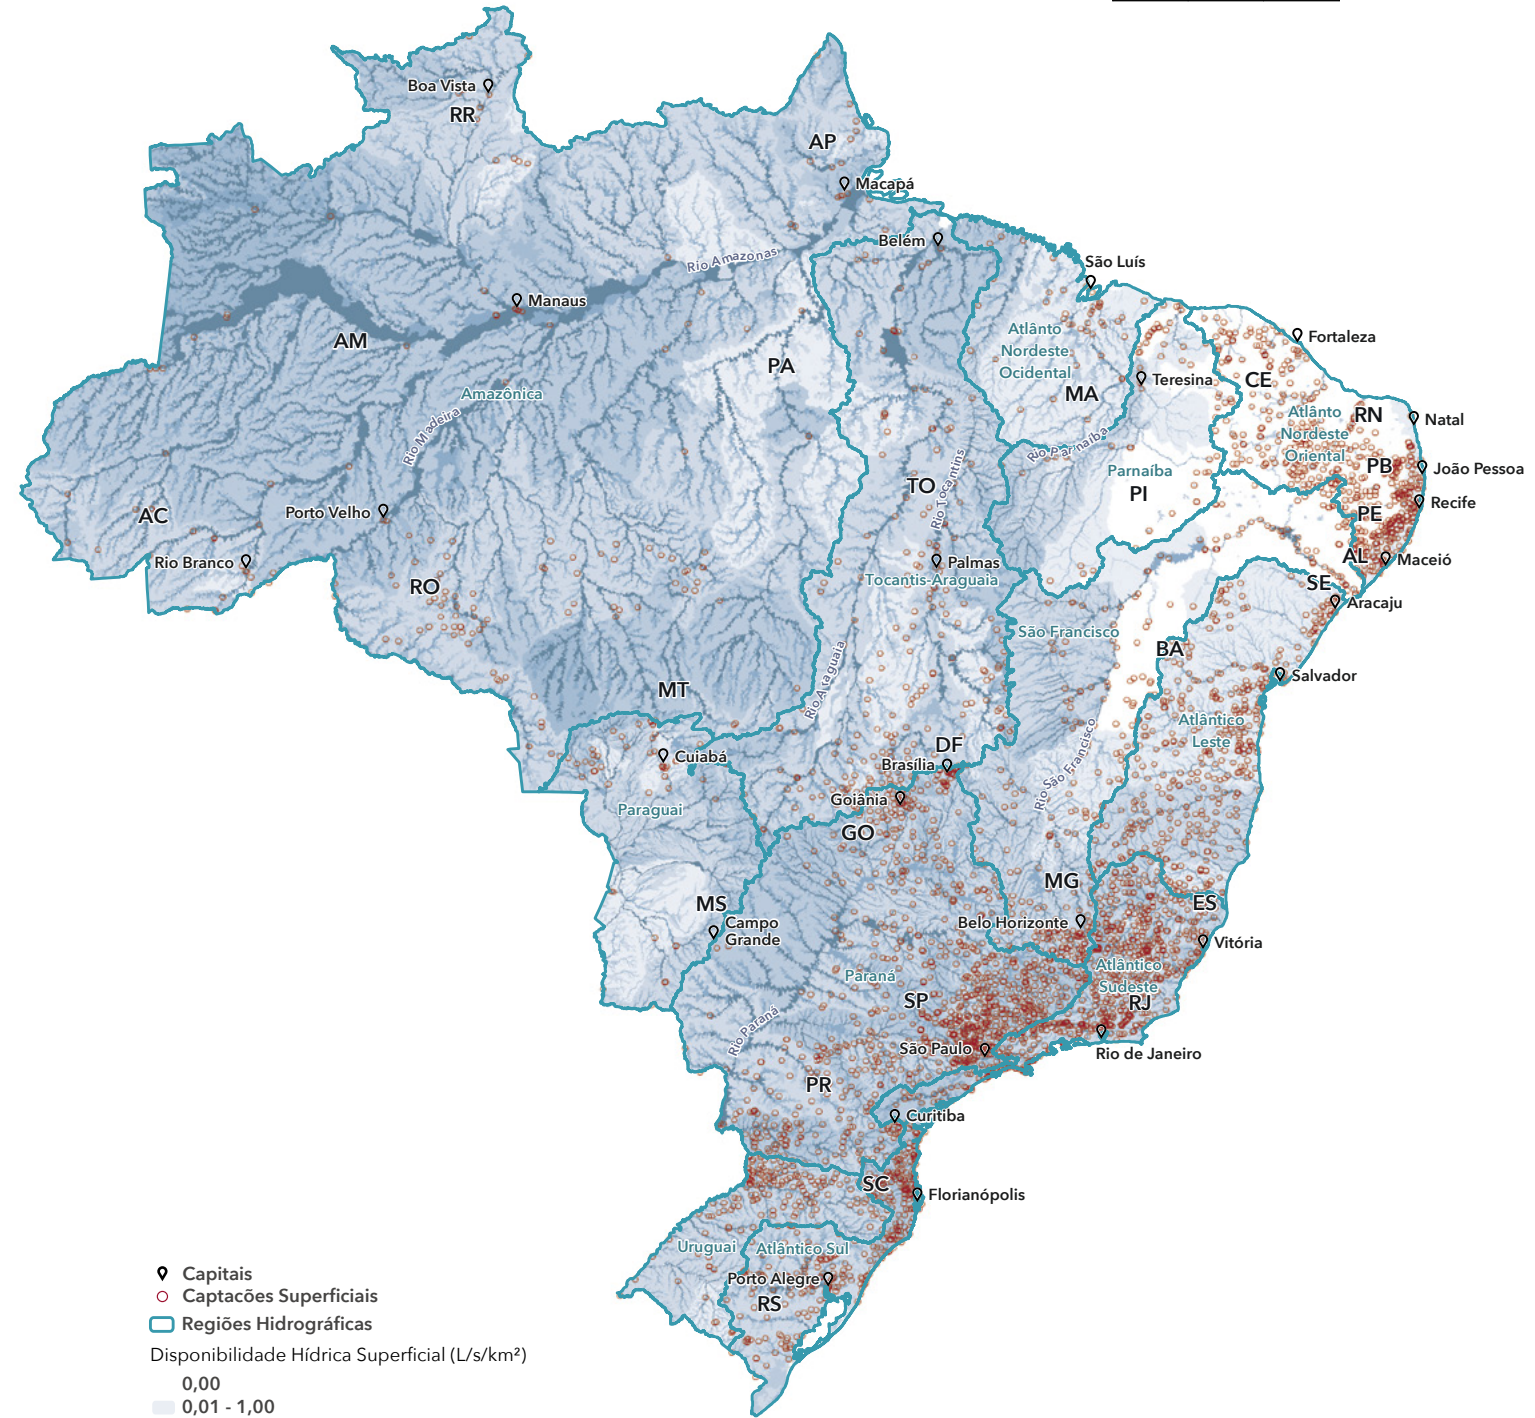 Boa Vista
RR
AP
Macapá
Belém
Rio Amazonas
São Luís
Manaus
AM
PA
Atlânto
Nordeste
Ocidental
MA
Teresina
Fortaleza
CE
Amazônica
Rio Madeira
Rio Parnaíba
Atlânto
Nordeste
Oriental
RN
Natal
PB
João Pessoa
Parnaíba
PI
TO
Rio Tocantins
PE
Recife
AC
Porto Velho
Rio Branco
RO
Palmas
Tocantis-Araguaia
AL
Maceió
SE
Aracaju
São Francisco
BA
Salvador
MT
Rio Araguaia
Atlântico
Leste
Rio São Francisco
DF
Brasília
Cuiabá
Goiânia
GO
Paraguai
MG
ES
MS
Campo
Grande
Belo Horizonte
Vitória
Paraná
Atlântico
Sudeste
SP
RJ
Rio Paraná
São Paulo
Rio de Janeiro
PR
Curitiba
SC
Florianópolis
Uruguai
Atlântico Sul
Porto Alegre
RS
Capitais
Captacões Superficiais
Regiões Hidrográficas
Disponibilidade Hídrica Superficial (L/s/km²)
0,00
0,01 - 1,00